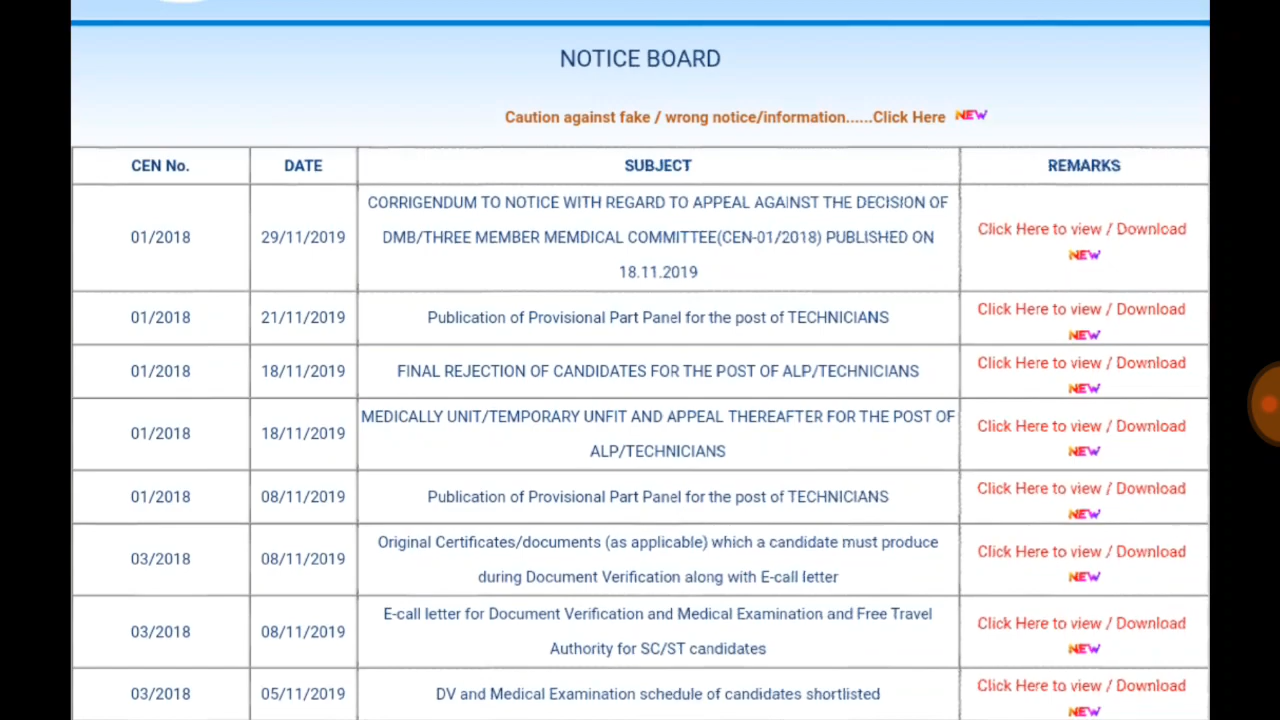 NOTICE BOARD
Caution against fake / wrong notice/information......Click Here NEW
CEN No. DATE SUBJECT REMARKS
CORRIGENDUM TO NOTICE WITH REGARD TO APPEAL AGAINST THE DECISION OF
01/2018 29/11/2019 DMB/THREE MEMBER MEMDICAL COMMITTEE(CEN-01/2018) PUBLISHED ON Click Here to view / Download
NEW
18.11.2019
01/2018 21/11/2019 Publication of Provisional Part Panel for the post of TECHNICIANS Click Here to view / Download
NEW
01/2018 18/11/2019 FINAL REJECTION OF CANDIDATES FOR THE POST OF ALP/TECHNICIANS Click Here to view / Download
NEW
MEDICALLY UNIT/TEMPORARY UNFIT AND APPEAL THEREAFTER FOR THE POST OF
01/2018 18/11/2019 Click Here to view / Download
ALP/TECHNICIANS NEW
01/2018 08/11/2019 Publication of Provisional Part Panel for the post of TECHNICIANS Click Here to view / Download
NEW
Original Certificates/documents (as applicable) which a candidate must produce
03/2018 08/11/2019 Click Here to view / Download
during Document Verification along with E-call letter NEW
E-call letter for Document Verification and Medical Examination and Free Travel
03/2018 08/11/2019 Click Here to view / Download
Authority for SC/ST candidates NEW
03/2018 05/11/2019 DV and Medical Examination schedule of candidates shortlisted Click Here to view / Download
NEW